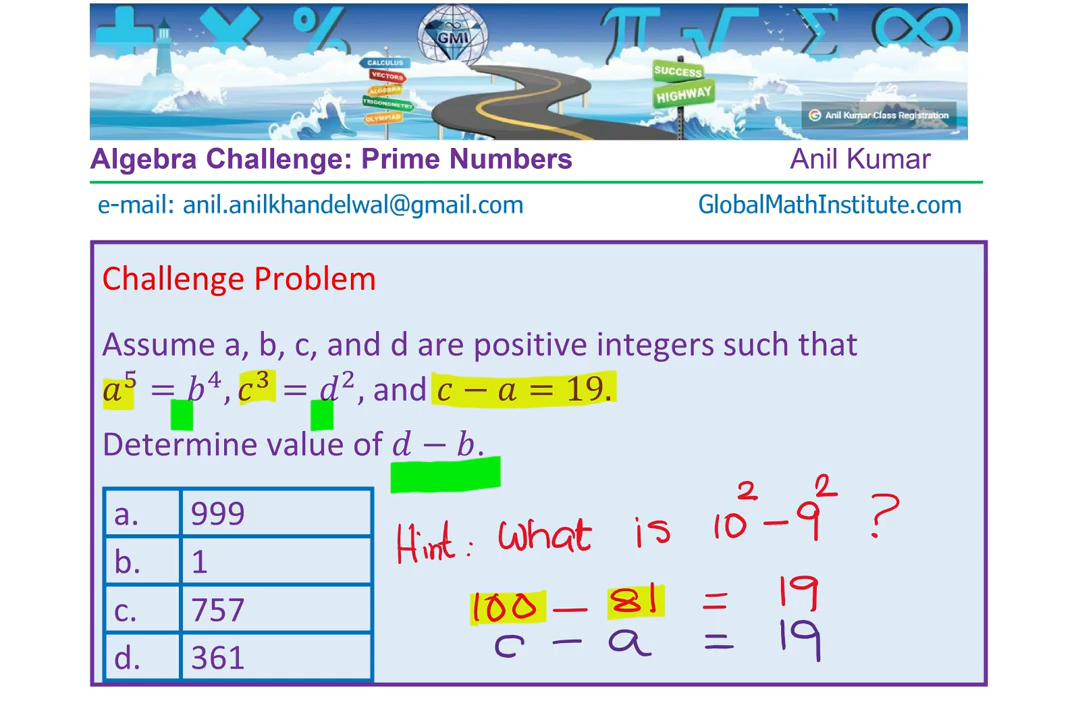 GMI
CALCULUS
VECTORS
ALGEBRA
TRIGONOMETRY
OLYMPIAD
SUCCESS
HIGHWAY
Anil Kumar Class Registration
Algebra Challenge: Prime Numbers Anil Kumar
e-mail: anil.anilkhandelwal@gmail.com GlobalMathInstitute.com
Challenge Problem
Assume a, b, c, and d are positive integers such that
a⁵ = b⁴, c³ = d², and c − a = 19.
Determine value of d − b.
a. 999
b. 1
c. 757
d. 361
Hint: What is 10² − 9² ?
100 − 81 = 19
c − a = 19